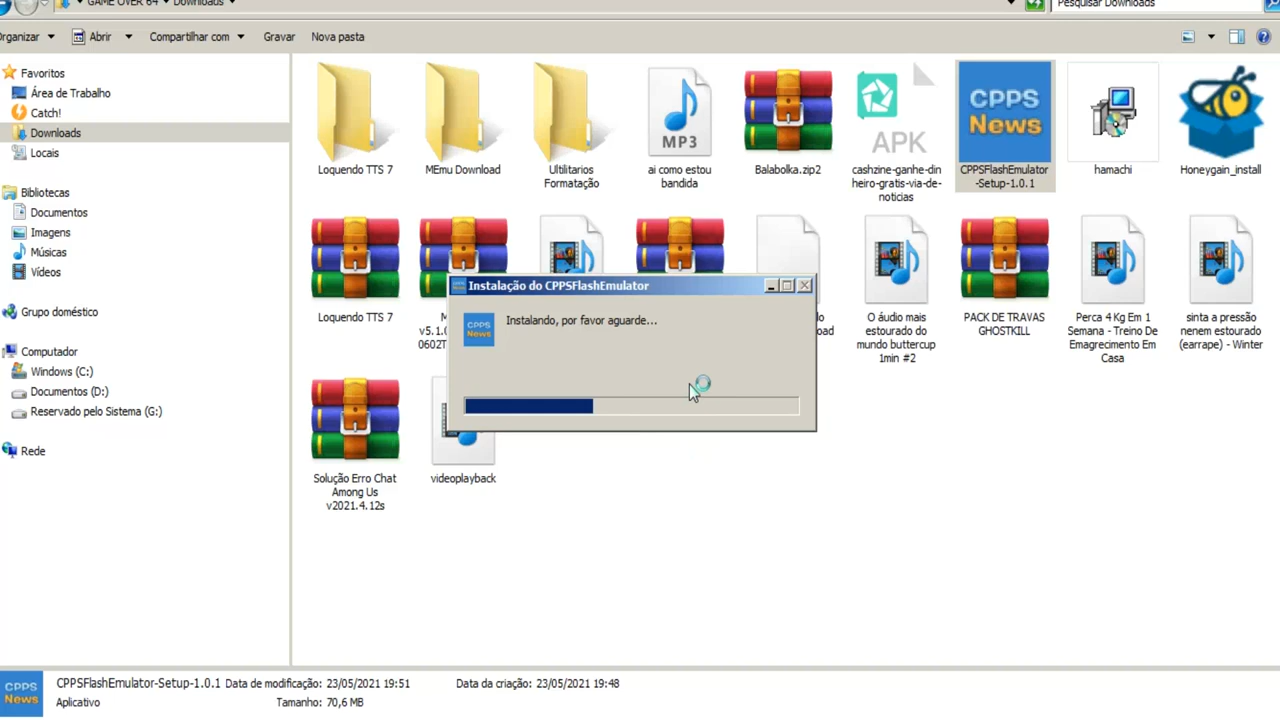 GAME OVER 64
Downloads
Pesquisar Downloads
Organizar
Abrir
Compartilhar com
Gravar
Nova pasta
Favoritos
Área de Trabalho
Catch!
Downloads
Locais
Bibliotecas
Documentos
Imagens
Músicas
Vídeos
Grupo doméstico
Computador
Windows (C:)
Documentos (D:)
Reservado pelo Sistema (G:)
Rede
MP3
APK
CPPS
News
Loquendo TTS 7
MEmu Download
Ultilitarios
Formatação
ai como estou
bandida
Balabolka.zip2
cashzine-ganhe-din
heiro-gratis-via-de-
noticias
CPPSFlashEmulator
-Setup-1.0.1
hamachi
Honeygain_install
Loquendo TTS 7
O áudio mais
estourado do
mundo buttercup
1min #2
PACK DE TRAVAS
GHOSTKILL
Perca 4 Kg Em 1
Semana - Treino De
Emagrecimento Em
Casa
sinta a pressão
nenem estourado
(earrape) - Winter
Instalação do CPPSFlashEmulator
CPPS
News
Instalando, por favor aguarde...
Solução Erro Chat
Among Us
v2021.4.12s
videoplayback
CPPS
News
CPPSFlashEmulator-Setup-1.0.1 Data de modificação: 23/05/2021 19:51
Data da criação: 23/05/2021 19:48
Aplicativo
Tamanho: 70,6 MB